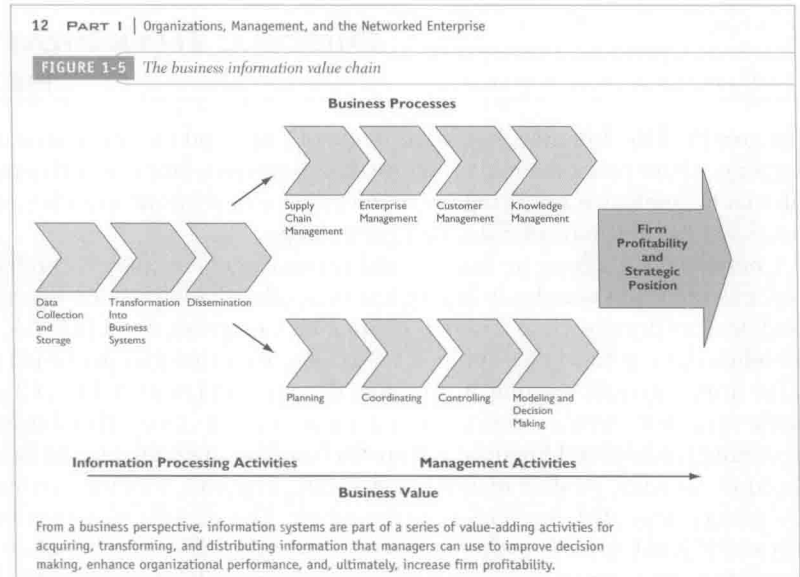 12 PART I | Organizations, Management, and the Networked Enterprise
FIGURE 1-5 The business information value chain
Business Processes
Supply
Chain
Management
Enterprise
Management
Customer
Management
Knowledge
Management
Firm
Profitability
and
Strategic
Position
Data
Collection
and
Storage
Transformation
Into
Business
Systems
Dissemination
Planning
Coordinating
Controlling
Modeling and
Decision
Making
Information Processing Activities
Management Activities
Business Value
From a business perspective, information systems are part of a series of value-adding activities for
acquiring, transforming, and distributing information that managers can use to improve decision
making, enhance organizational performance, and, ultimately, increase firm profitability.